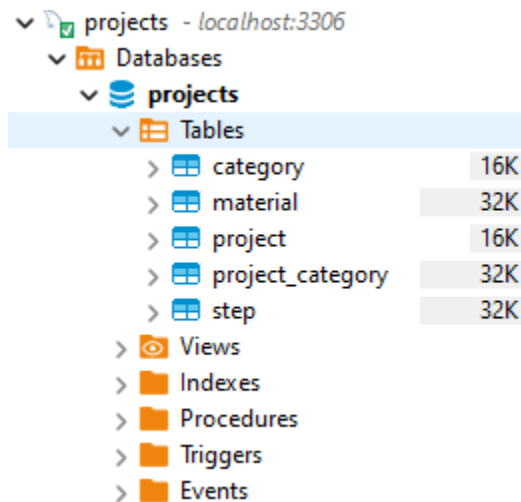 projects - localhost:3306
Databases
projects
Tables
category 16K
material 32K
project 16K
project_category 32K
step 32K
Views
Indexes
Procedures
Triggers
Events